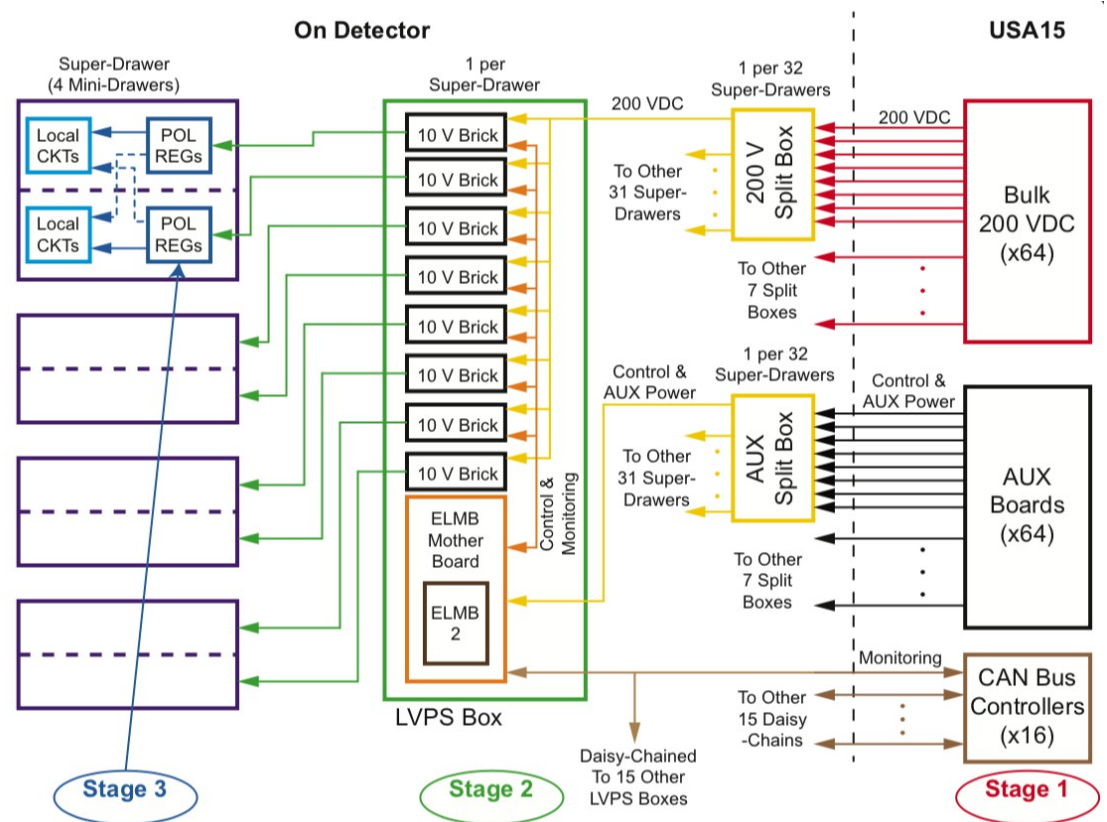 On Detector
USA15
Super-Drawer
(4 Mini-Drawers)
1 per
Super-Drawer
1 per 32
Super-Drawers
200 VDC
200 VDC
Local
CKTs
POL
REGs
Local
CKTs
POL
REGs
10 V Brick
10 V Brick
10 V Brick
10 V Brick
10 V Brick
10 V Brick
10 V Brick
10 V Brick
To Other
31 Super-
Drawers
200 V
Split Box
Bulk
200 VDC
(x64)
To Other
7 Split
Boxes
1 per 32
Super-Drawers
Control &
AUX Power
Control &
AUX Power
To Other
31 Super-
Drawers
AUX
Split Box
AUX
Boards
(x64)
To Other
7 Split
Boxes
Control &
Monitoring
ELMB
Mother
Board
ELMB
2
LVPS Box
Monitoring
To Other
15 Daisy
-Chains
CAN Bus
Controllers
(x16)
Daisy-Chained
To 15 Other
LVPS Boxes
Stage 3
Stage 2
Stage 1